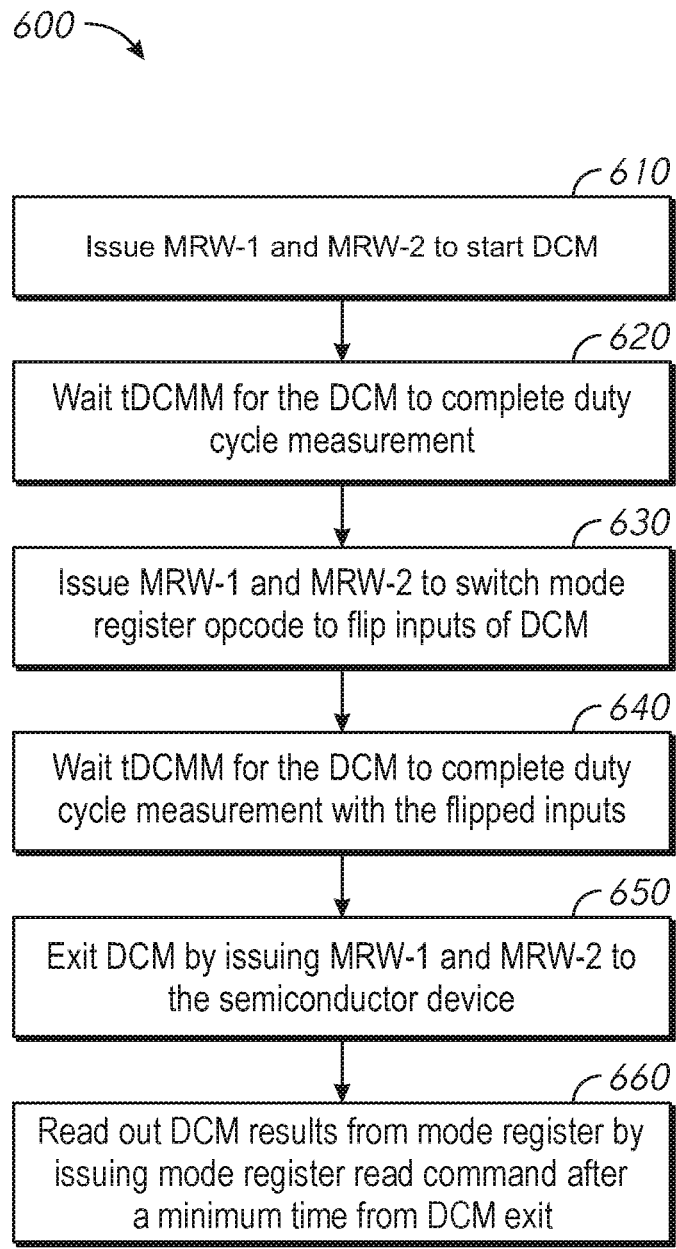 600
610
Issue MRW-1 and MRW-2 to start DCM
620
Wait tDCMM for the DCM to complete duty
cycle measurement
630
Issue MRW-1 and MRW-2 to switch mode
register opcode to flip inputs of DCM
640
Wait tDCMM for the DCM to complete duty
cycle measurement with the flipped inputs
650
Exit DCM by issuing MRW-1 and MRW-2 to
the semiconductor device
660
Read out DCM results from mode register by
issuing mode register read command after
a minimum time from DCM exit